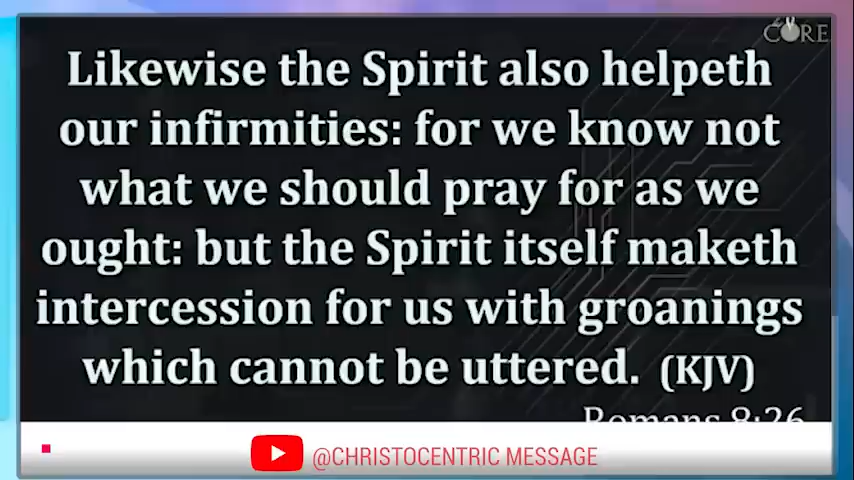 CORE
Likewise the Spirit also helpeth
our infirmities: for we know not
what we should pray for as we
ought: but the Spirit itself maketh
intercession for us with groanings
which cannot be uttered. (KJV)
Romans 8:26
@CHRISTOCENTRIC MESSAGE